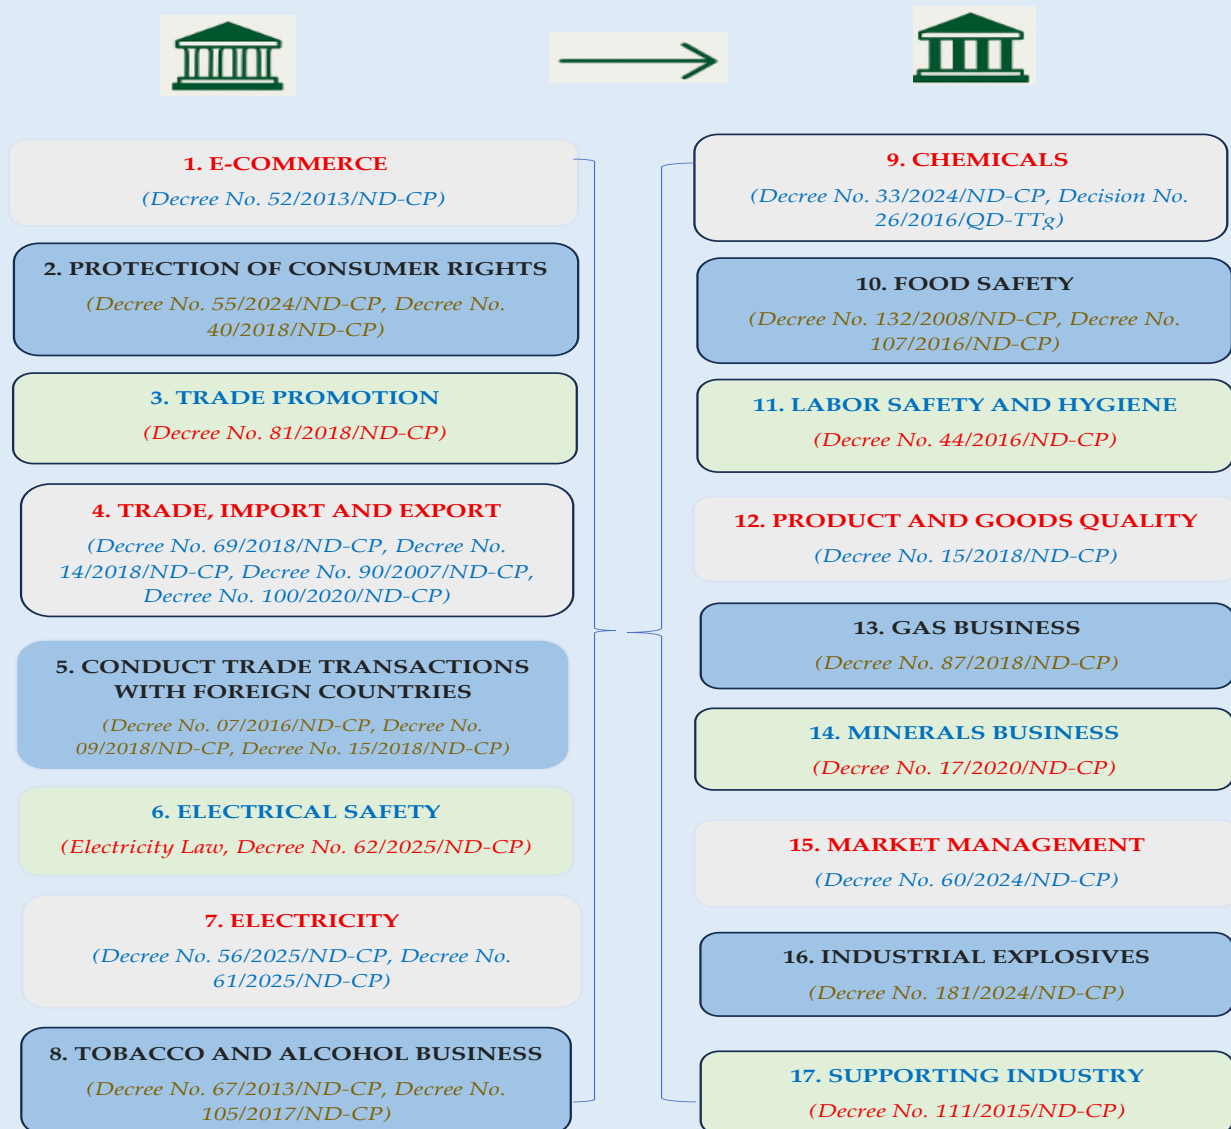 1. E-COMMERCE
(Decree No. 52/2013/ND-CP)
2. PROTECTION OF CONSUMER RIGHTS
(Decree No. 55/2024/ND-CP, Decree No.
40/2018/ND-CP)
3. TRADE PROMOTION
(Decree No. 81/2018/ND-CP)
4. TRADE, IMPORT AND EXPORT
(Decree No. 69/2018/ND-CP, Decree No.
14/2018/ND-CP, Decree No. 90/2007/ND-CP,
Decree No. 100/2020/ND-CP)
5. CONDUCT TRADE TRANSACTIONS
WITH FOREIGN COUNTRIES
(Decree No. 07/2016/ND-CP, Decree No.
09/2018/ND-CP, Decree No. 15/2018/ND-CP)
6. ELECTRICAL SAFETY
(Electricity Law, Decree No. 62/2025/ND-CP)
7. ELECTRICITY
(Decree No. 56/2025/ND-CP, Decree No.
61/2025/ND-CP)
8. TOBACCO AND ALCOHOL BUSINESS
(Decree No. 67/2013/ND-CP, Decree No.
105/2017/ND-CP)
9. CHEMICALS
(Decree No. 33/2024/ND-CP, Decision No.
26/2016/QD-TTg)
10. FOOD SAFETY
(Decree No. 132/2008/ND-CP, Decree No.
107/2016/ND-CP)
11. LABOR SAFETY AND HYGIENE
(Decree No. 44/2016/ND-CP)
12. PRODUCT AND GOODS QUALITY
(Decree No. 15/2018/ND-CP)
13. GAS BUSINESS
(Decree No. 87/2018/ND-CP)
14. MINERALS BUSINESS
(Decree No. 17/2020/ND-CP)
15. MARKET MANAGEMENT
(Decree No. 60/2024/ND-CP)
16. INDUSTRIAL EXPLOSIVES
(Decree No. 181/2024/ND-CP)
17. SUPPORTING INDUSTRY
(Decree No. 111/2015/ND-CP)